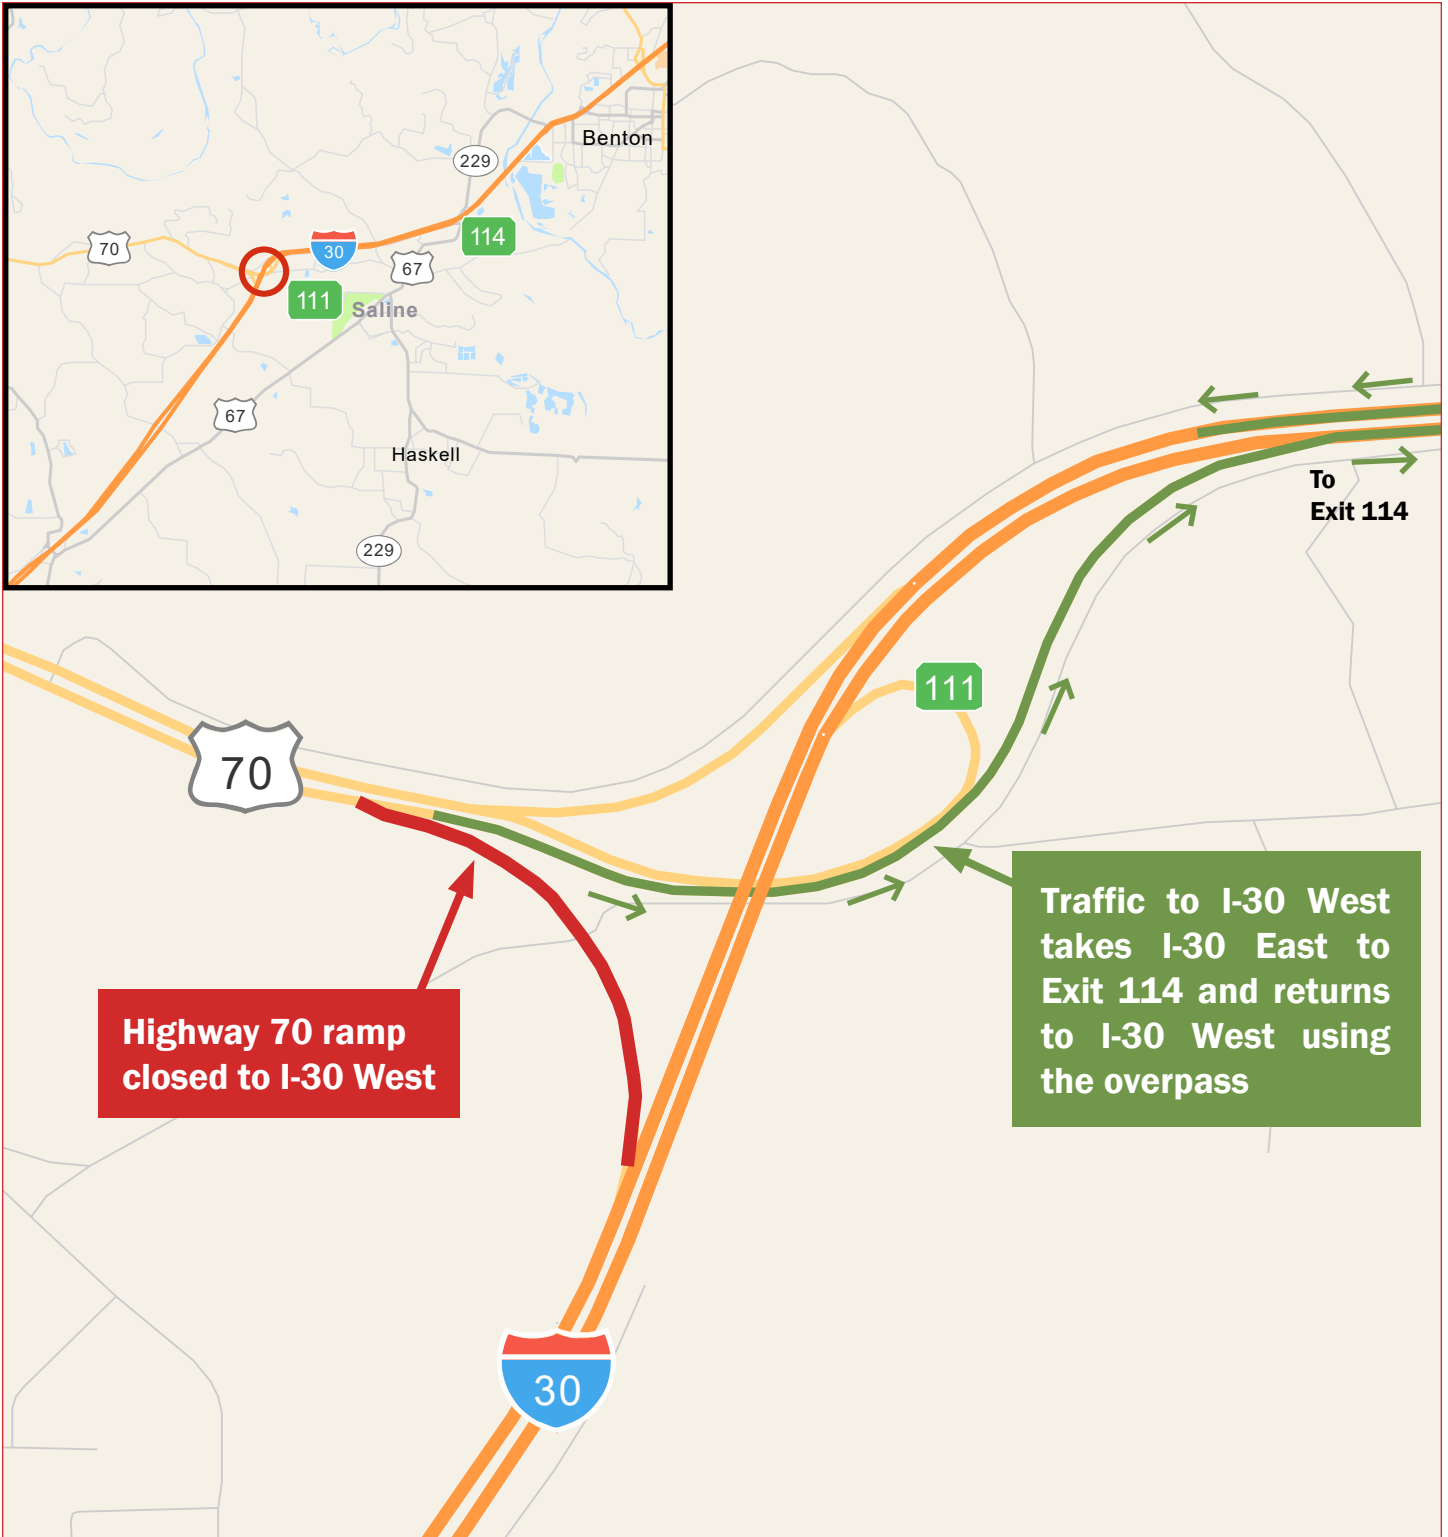 Benton
229
114
70
30
67
111
Saline
67
Haskell
229
To
Exit 114
111
70
Traffic to I-30 West
takes I-30 East to
Exit 114 and returns
to I-30 West using
the overpass
Highway 70 ramp
closed to I-30 West
30